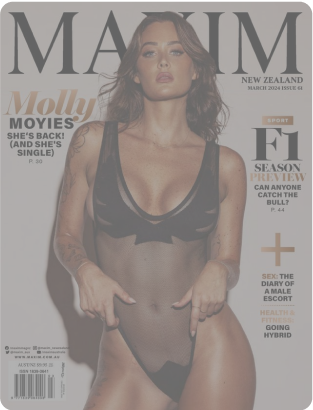 MAXIM
NEW ZEALAND
MARCH 2024 ISSUE 81
Molly
MOYIES
SHE'S BACK!
(AND SHE'S
SINGLE)
SPORT
F1
SEASON
PREVIEW
CAN ANYONE
CATCH THE
BULL?
P. 44
+
SEX: THE
DIARY OF
A MALE
ESCORT
HEALTH &
FITNESS:
GOING
HYBRID